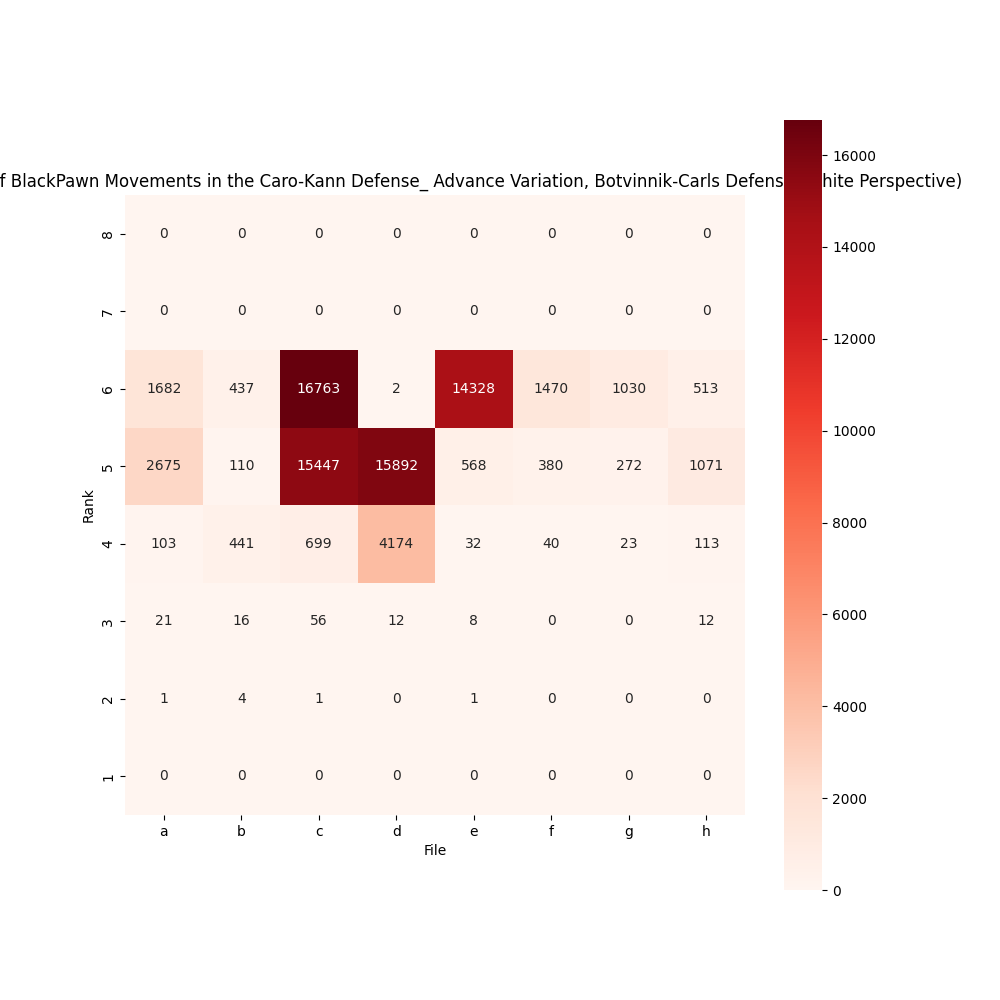 f BlackPawn Movements in the Caro-Kann Defense_ Advance Variation, Botvinnik-Carls Defens hite Perspective)
8 0 0 0 0 0 0 0 0
7 0 0 0 0 0 0 0 0
6 1682 437 16763 2 14328 1470 1030 513
5 2675 110 15447 15892 568 380 272 1071
4 103 441 699 4174 32 40 23 113
3 21 16 56 12 8 0 0 12
2 1 4 1 0 1 0 0 0
1 0 0 0 0 0 0 0 0
a b c d e f g h
File
Rank
16000
14000
12000
10000
8000
6000
4000
2000
0